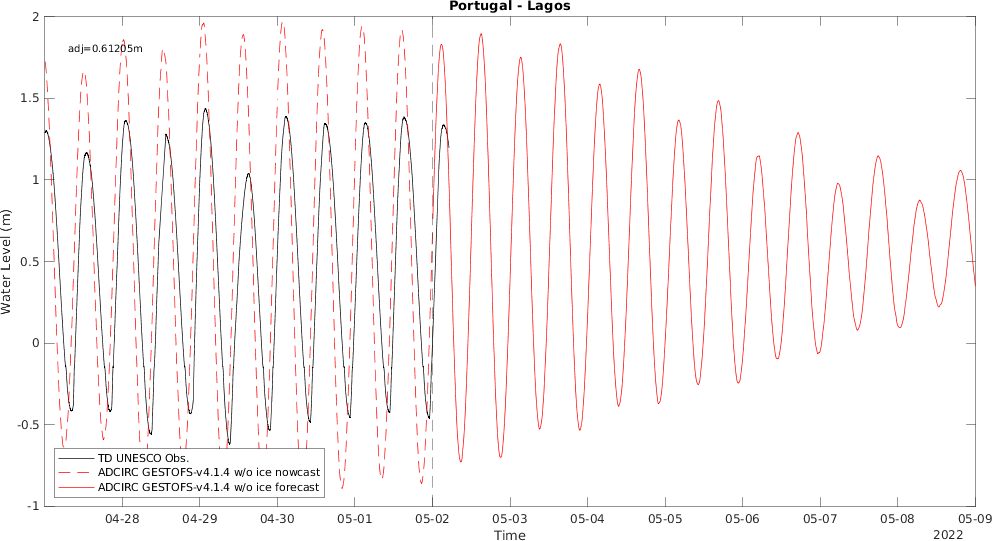 Portugal - Lagos
adj=0.61205m
2
1.5
1
0.5
0
-0.5
-1
Water Level (m)
TD UNESCO Obs.
ADCIRC GESTOFS-v4.1.4 w/o ice nowcast
ADCIRC GESTOFS-v4.1.4 w/o ice forecast
04-28 04-29 04-30 05-01 05-02 05-03 05-04 05-05 05-06 05-07 05-08 05-09
Time
2022